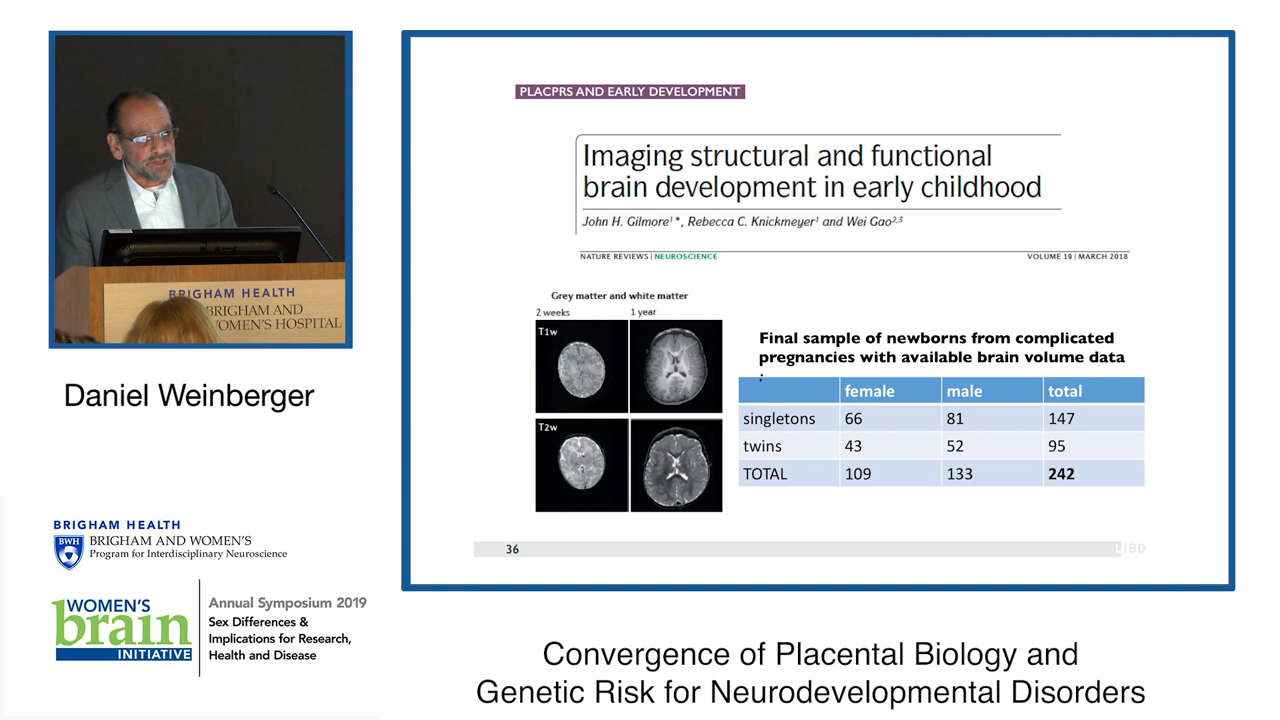 PLACPRS AND EARLY DEVELOPMENT
Imaging structural and functional
brain development in early childhood
John H. Gilmore¹*, Rebecca C. Knickmeyer¹ and Wei Gao²,³
NATURE REVIEWS | NEUROSCIENCE VOLUME 19 | MARCH 2018
Grey matter and white matter
2 weeks 1 year
T1w
T2w
Final sample of newborns from complicated
pregnancies with available brain volume data
:
female male total
singletons 66 81 147
twins 43 52 95
TOTAL 109 133 242
36
LIBD
BRIGHAM HEALTH
BRIGHAM AND
WOMEN'S HOSPITAL
Daniel Weinberger
BRIGHAM HEALTH
BWH
BRIGHAM AND WOMEN'S
Program for Interdisciplinary Neuroscience
WOMEN'S
brain
INITIATIVE
Annual Symposium 2019
Sex Differences &
Implications for Research,
Health and Disease
Convergence of Placental Biology and
Genetic Risk for Neurodevelopmental Disorders